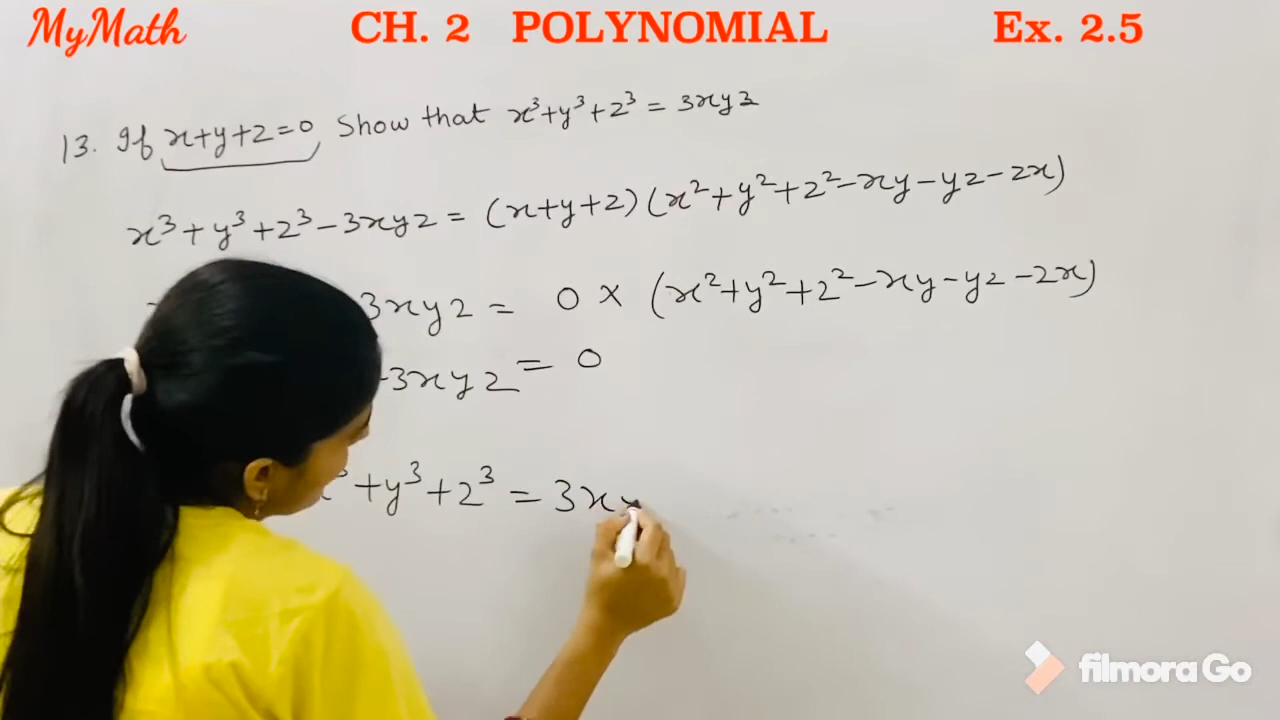 MyMath CH. 2 POLYNOMIAL Ex. 2.5
13. If x+y+z=0 Show that x³+y³+z³ = 3xyz
x³+y³+z³-3xyz = (x+y+z)(x²+y²+z²-xy-yz-zx)
3xyz = 0 × (x²+y²+z²-xy-yz-zx)
-3xyz = 0
+y³+z³ = 3x
filmora Go